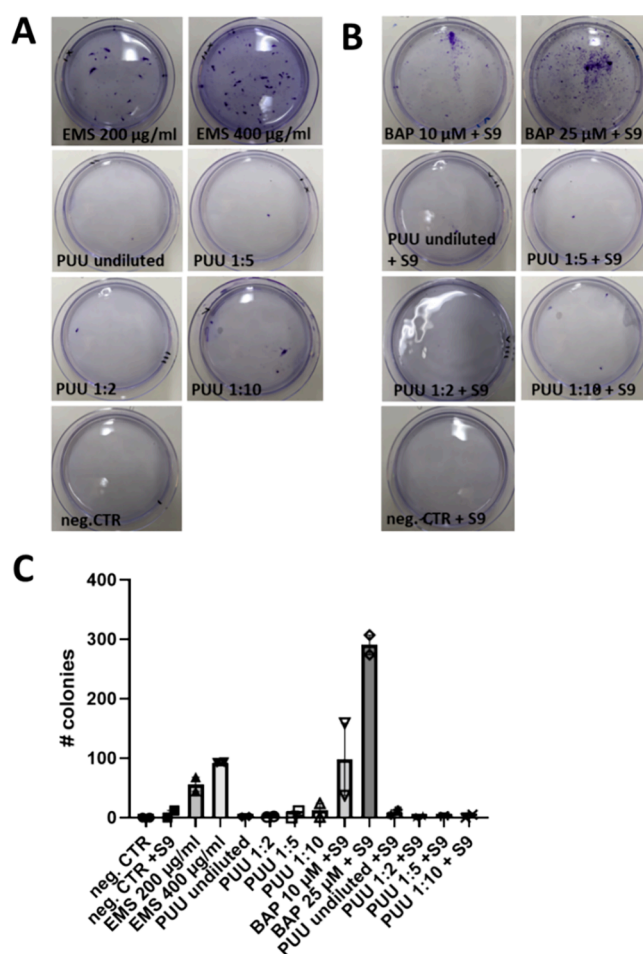 A
B
EMS 200 µg/ml
EMS 400 µg/ml
BAP 10 µM + S9
BAP 25 µM + S9
PUU undiluted
PUU 1:5
PUU undiluted
+ S9
PUU 1:5 + S9
PUU 1:2
PUU 1:10
PUU 1:2 + S9
PUU 1:10 + S9
neg.CTR
neg. CTR + S9
C
400
300
200
100
0
# colonies
neg. CTR
neg. CTR +S9
EMS 200 µg/ml
EMS 400 µg/ml
PUU undiluted
PUU 1:2
PUU 1:5
PUU 1:10
BAP 10 µM +S9
BAP 25 µM + S9
PUU undiluted +S9
PUU 1:2 +S9
PUU 1:5 +S9
PUU 1:10 + S9